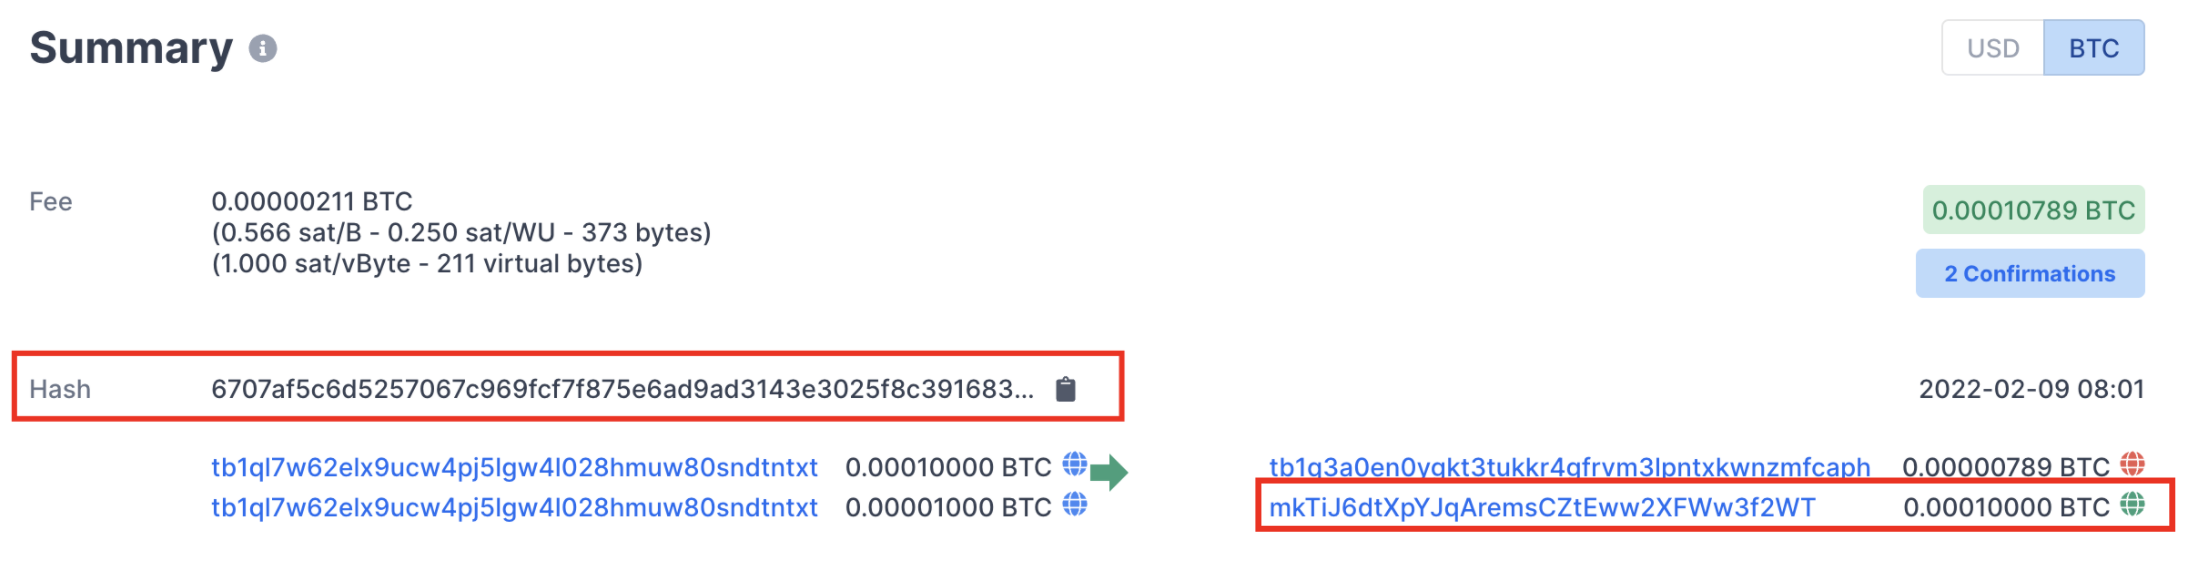 Summary
USD BTC
Fee 0.00000211 BTC 0.00010789 BTC
(0.566 sat/B - 0.250 sat/WU - 373 bytes)
(1.000 sat/vByte - 211 virtual bytes) 2 Confirmations
Hash 6707af5c6d5257067c969fcf7f875e6ad9ad3143e3025f8c391683... 2022-02-09 08:01
tb1ql7w62elx9ucw4pj5lgw4l028hmuw80sndtntxt 0.00010000 BTC tb1q3a0en0yqkt3tukkr4qfrvm3lpntxkwnzmfcaph 0.00000789 BTC
tb1ql7w62elx9ucw4pj5lgw4l028hmuw80sndtntxt 0.00001000 BTC mkTiJ6dtXpYJqAremsCZtEww2XFWw3f2WT 0.00010000 BTC